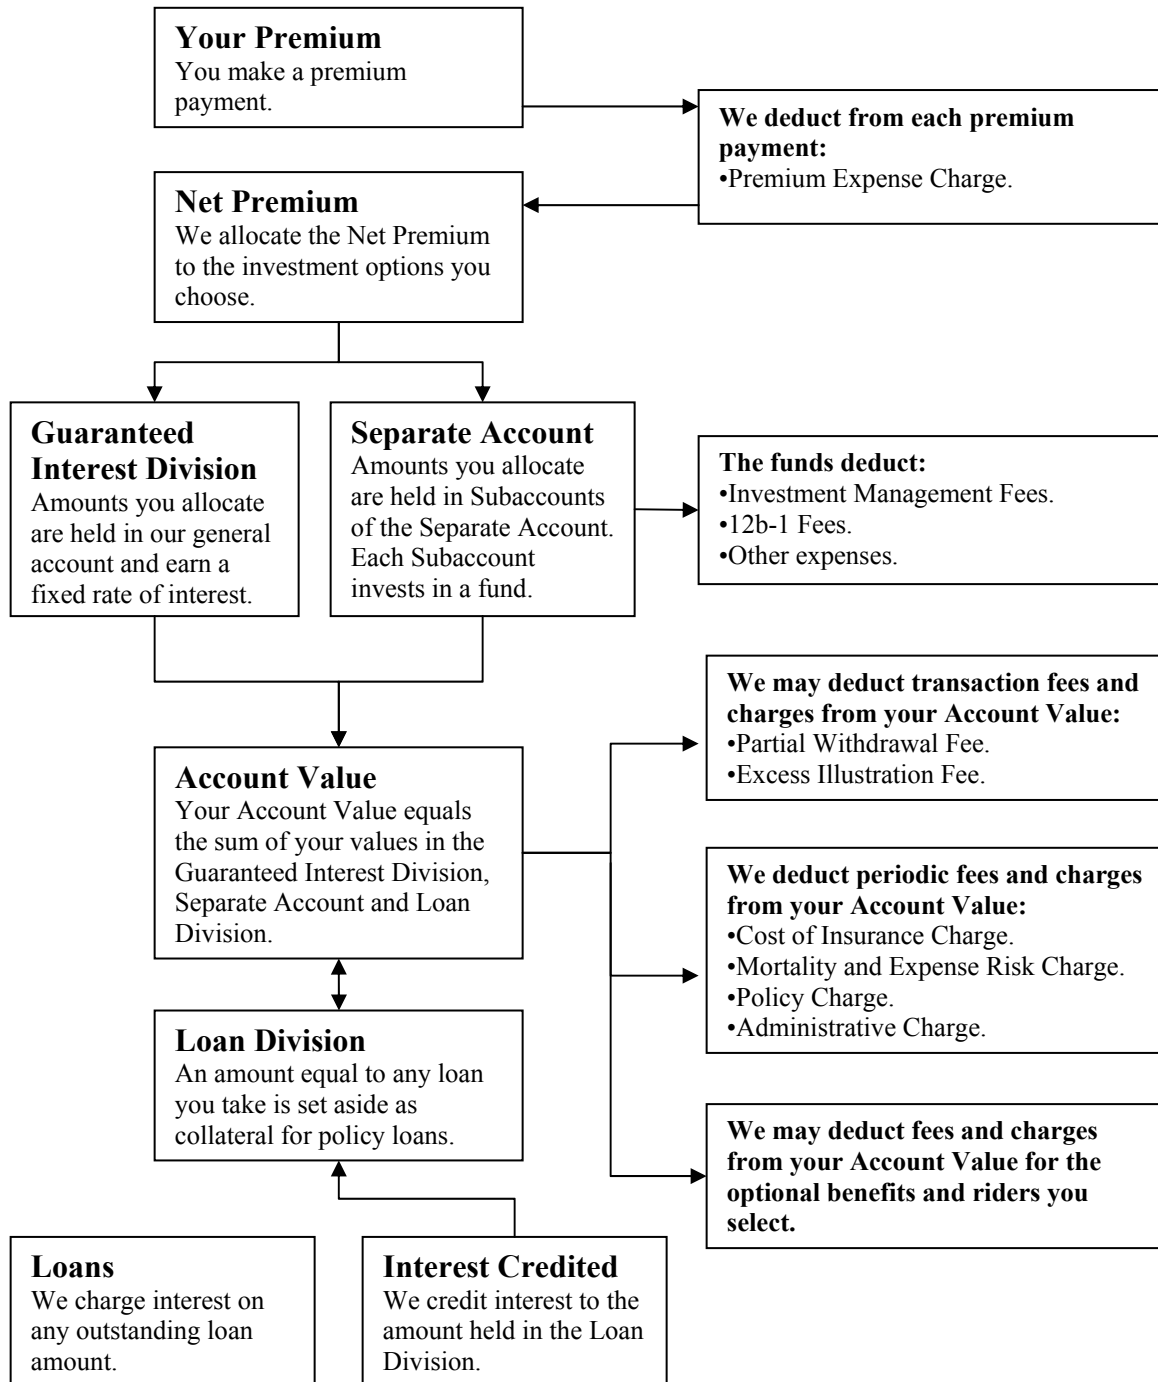 Your Premium
You make a premium
payment.
We deduct from each premium
payment:
•Premium Expense Charge.
Net Premium
We allocate the Net Premium
to the investment options you
choose.
Guaranteed
Interest Division
Amounts you allocate
are held in our general
account and earn a
fixed rate of interest.
Separate Account
Amounts you allocate
are held in Subaccounts
of the Separate Account.
Each Subaccount
invests in a fund.
The funds deduct:
•Investment Management Fees.
•12b-1 Fees.
•Other expenses.
We may deduct transaction fees and
charges from your Account Value:
•Partial Withdrawal Fee.
•Excess Illustration Fee.
Account Value
Your Account Value equals
the sum of your values in the
Guaranteed Interest Division,
Separate Account and Loan
Division.
We deduct periodic fees and charges
from your Account Value:
•Cost of Insurance Charge.
•Mortality and Expense Risk Charge.
•Policy Charge.
•Administrative Charge.
Loan Division
An amount equal to any loan
you take is set aside as
collateral for policy loans.
We may deduct fees and charges
from your Account Value for the
optional benefits and riders you
select.
Loans
We charge interest on
any outstanding loan
amount.
Interest Credited
We credit interest to the
amount held in the Loan
Division.